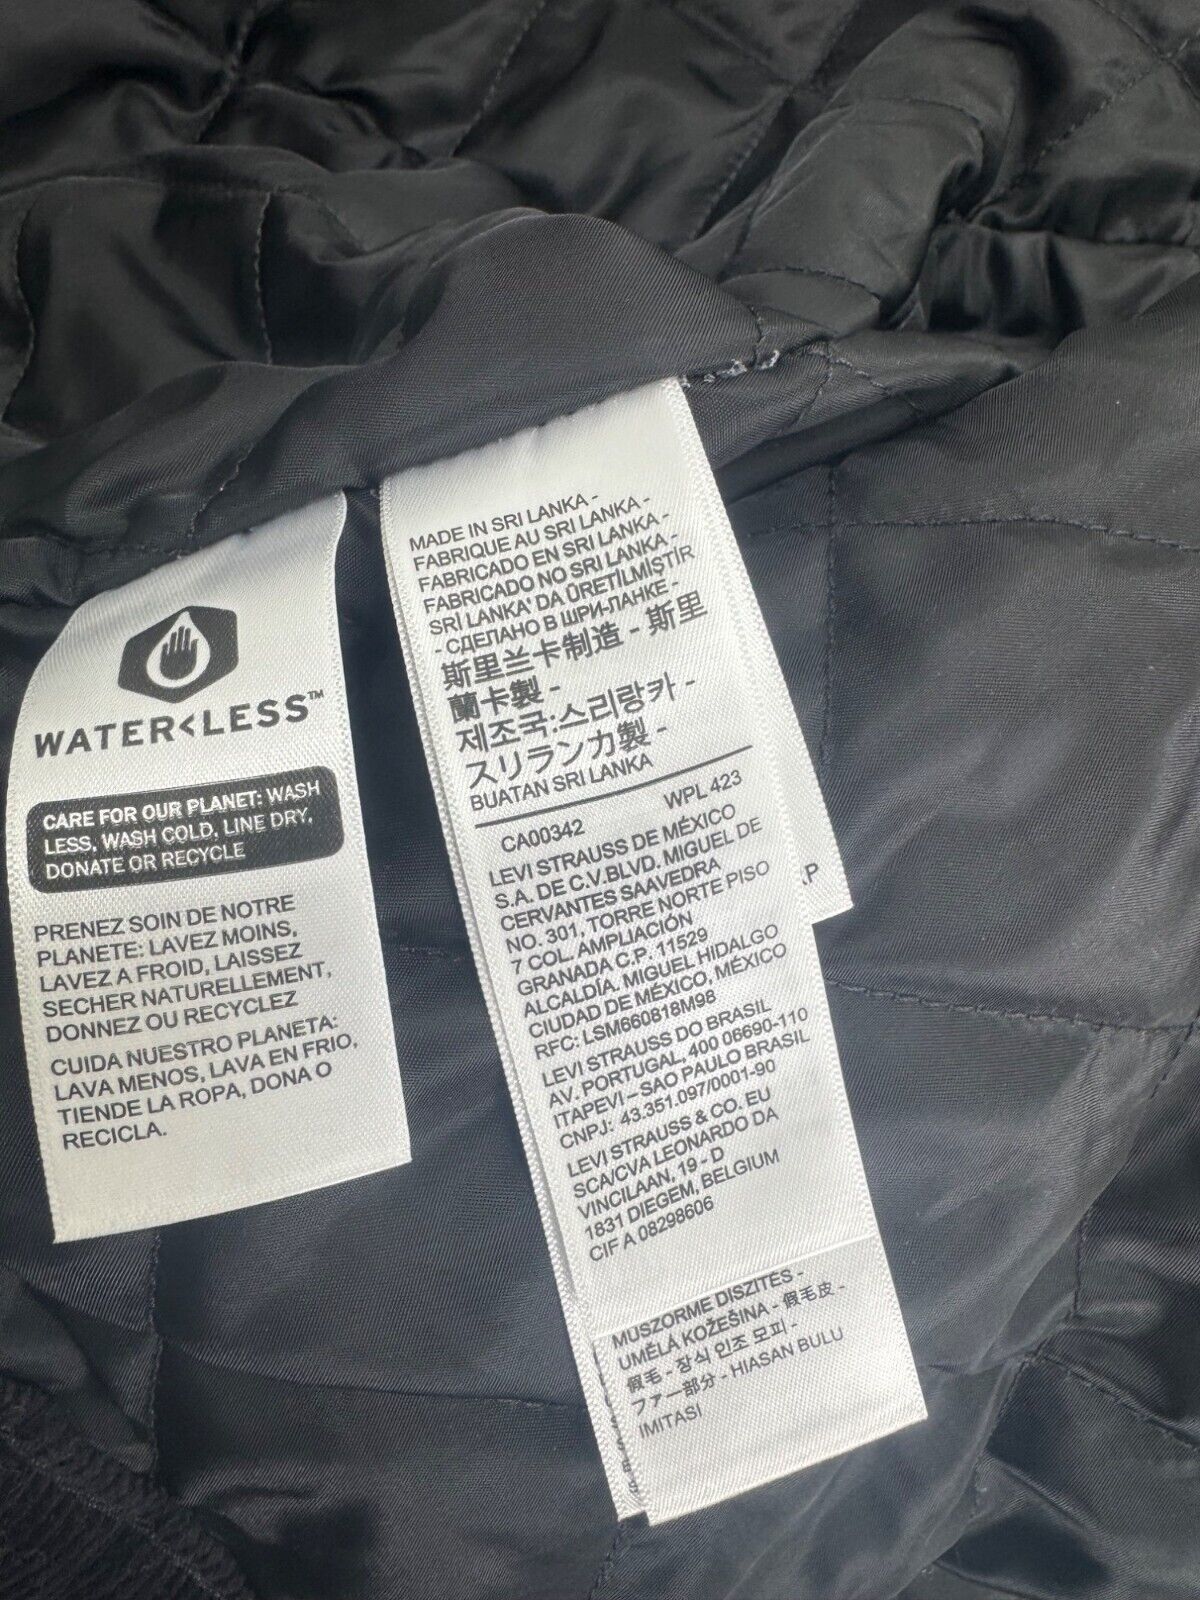 WATER<LESS™
CARE FOR OUR PLANET: WASH
LESS, WASH COLD, LINE DRY,
DONATE OR RECYCLE
PRENEZ SOIN DE NOTRE
PLANETE: LAVEZ MOINS,
LAVEZ A FROID, LAISSEZ
SECHER NATURELLEMENT,
DONNEZ OU RECYCLEZ
CUIDA NUESTRO PLANETA:
LAVA MENOS, LAVA EN FRIO,
TIENDE LA ROPA, DONA O
RECICLA.
MADE IN SRI LANKA -
FABRIQUE AU SRI LANKA -
FABRICADO EN SRI LANKA -
FABRICADO NO SRI LANKA -
SRİ LANKA' DA ÜRETİLMİŞTİR
- СДЕЛАНО В ШРИ-ЛАНКЕ -
斯里兰卡制造 - 斯里
蘭卡製 -
제조국:스리랑카 -
スリランカ製 -
BUATAN SRI LANKA
WPL 423
CA00342
LEVI STRAUSS DE MÉXICO
S.A. DE C.V.BLVD. MIGUEL DE
CERVANTES SAAVEDRA
NO. 301, TORRE NORTE PISO
7 COL. AMPLIACIÓN
GRANADA C.P. 11529
ALCALDÍA. MIGUEL HIDALGO
CIUDAD DE MÉXICO, MÉXICO
RFC: LSM660818M98
LEVI STRAUSS DO BRASIL
AV. PORTUGAL, 400 06690-110
ITAPEVI – SAO PAULO BRASIL
CNPJ: 43.351.097/0001-90
LEVI STRAUSS & CO. EU
SCA/CVA LEONARDO DA
VINCILAAN, 19 - D
1831 DIEGEM, BELGIUM
CIF A 08298606
.P
MŰSZŐRME DISZÍTÉS -
UMĚLÁ KOŽEŠINA - 假毛皮 -
假毛 - 장식 인조 모피 -
ファー部分 - HIASAN BULU
IMITASI